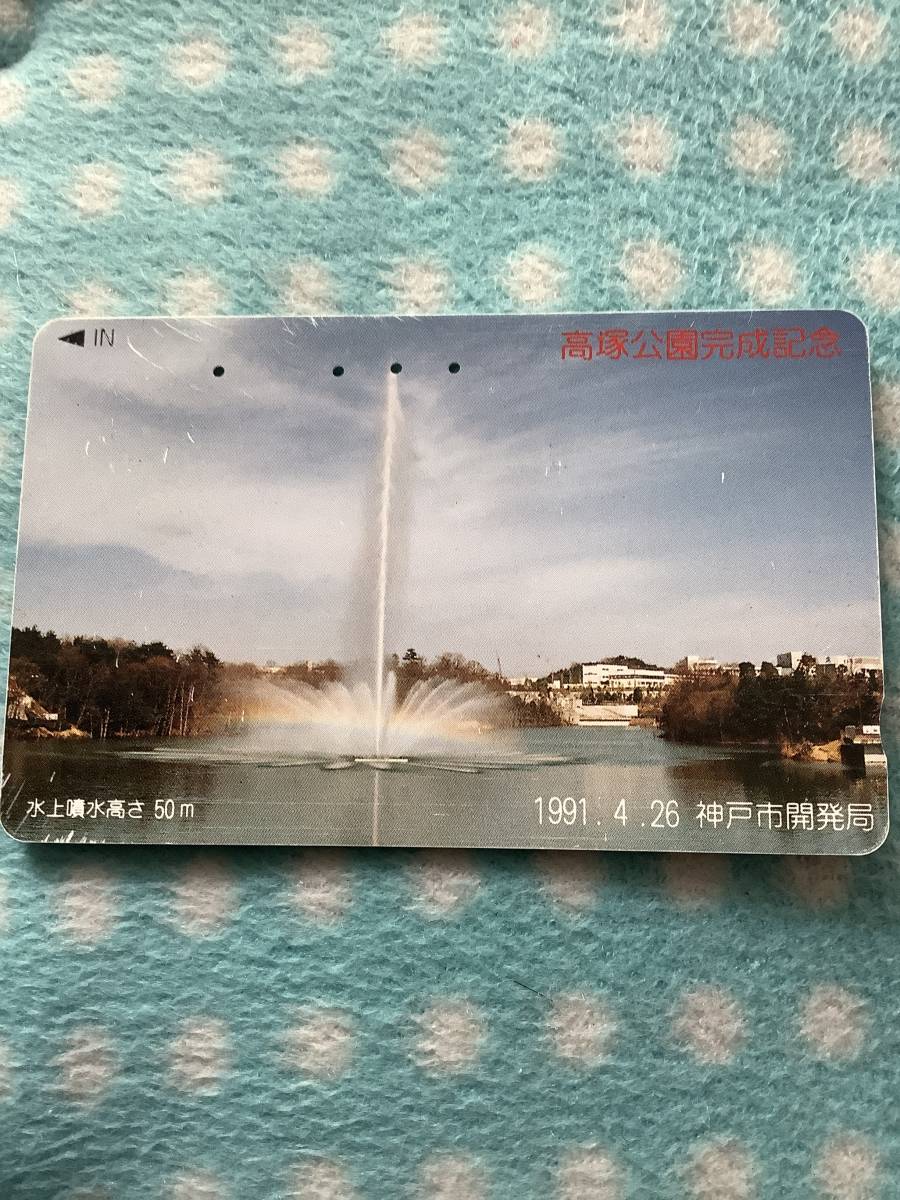 ◀ IN
高塚公園完成記念
水上噴水高さ 50m
1991.4.26 神戸市開発局